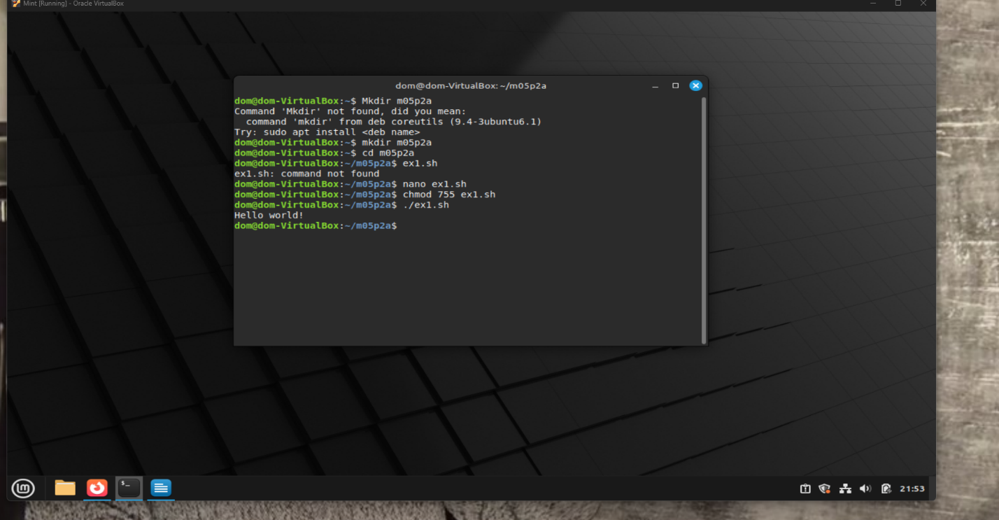 Mint [Running] - Oracle VirtualBox
dom@dom-VirtualBox: ~/m05p2a
dom@dom-VirtualBox:~$ Mkdir m05p2a
Command 'Mkdir' not found, did you mean:
  command 'mkdir' from deb coreutils (9.4-3ubuntu6.1)
Try: sudo apt install <deb name>
dom@dom-VirtualBox:~$ mkdir m05p2a
dom@dom-VirtualBox:~$ cd m05p2a
dom@dom-VirtualBox:~/m05p2a$ ex1.sh
ex1.sh: command not found
dom@dom-VirtualBox:~/m05p2a$ nano ex1.sh
dom@dom-VirtualBox:~/m05p2a$ chmod 755 ex1.sh
dom@dom-VirtualBox:~/m05p2a$ ./ex1.sh
Hello world!
dom@dom-VirtualBox:~/m05p2a$
$_
21:53